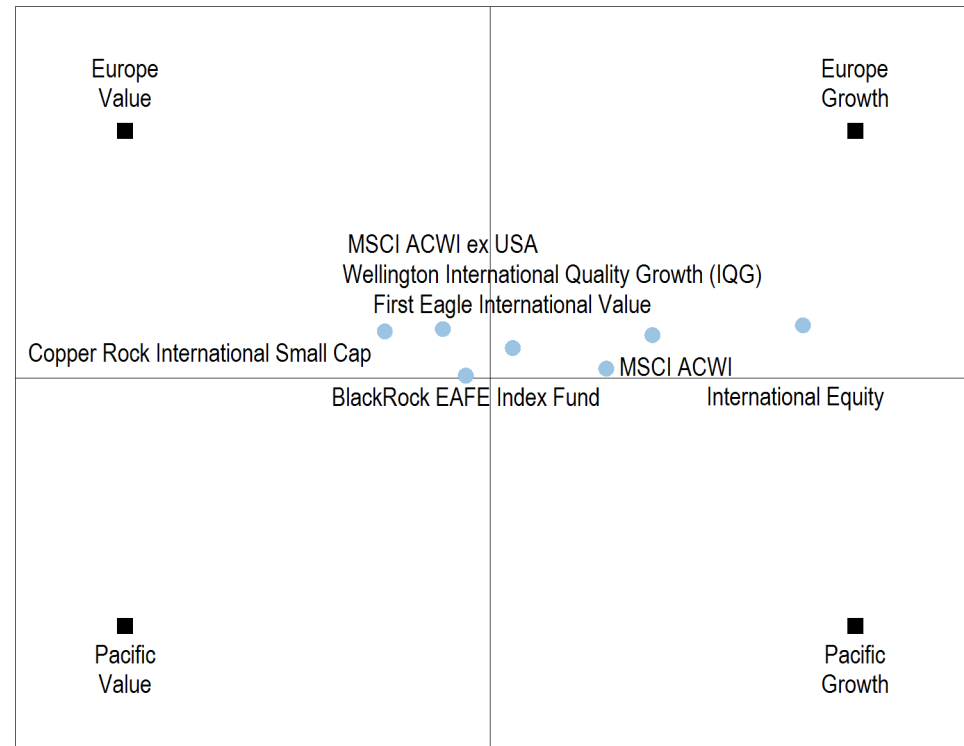 Europe
Value
Europe
Growth
MSCI ACWI ex USA
Wellington International Quality Growth (IQG)
First Eagle International Value
Copper Rock International Small Cap
MSCI ACWI
BlackRock EAFE Index Fund
International Equity
Pacific
Value
Pacific
Growth